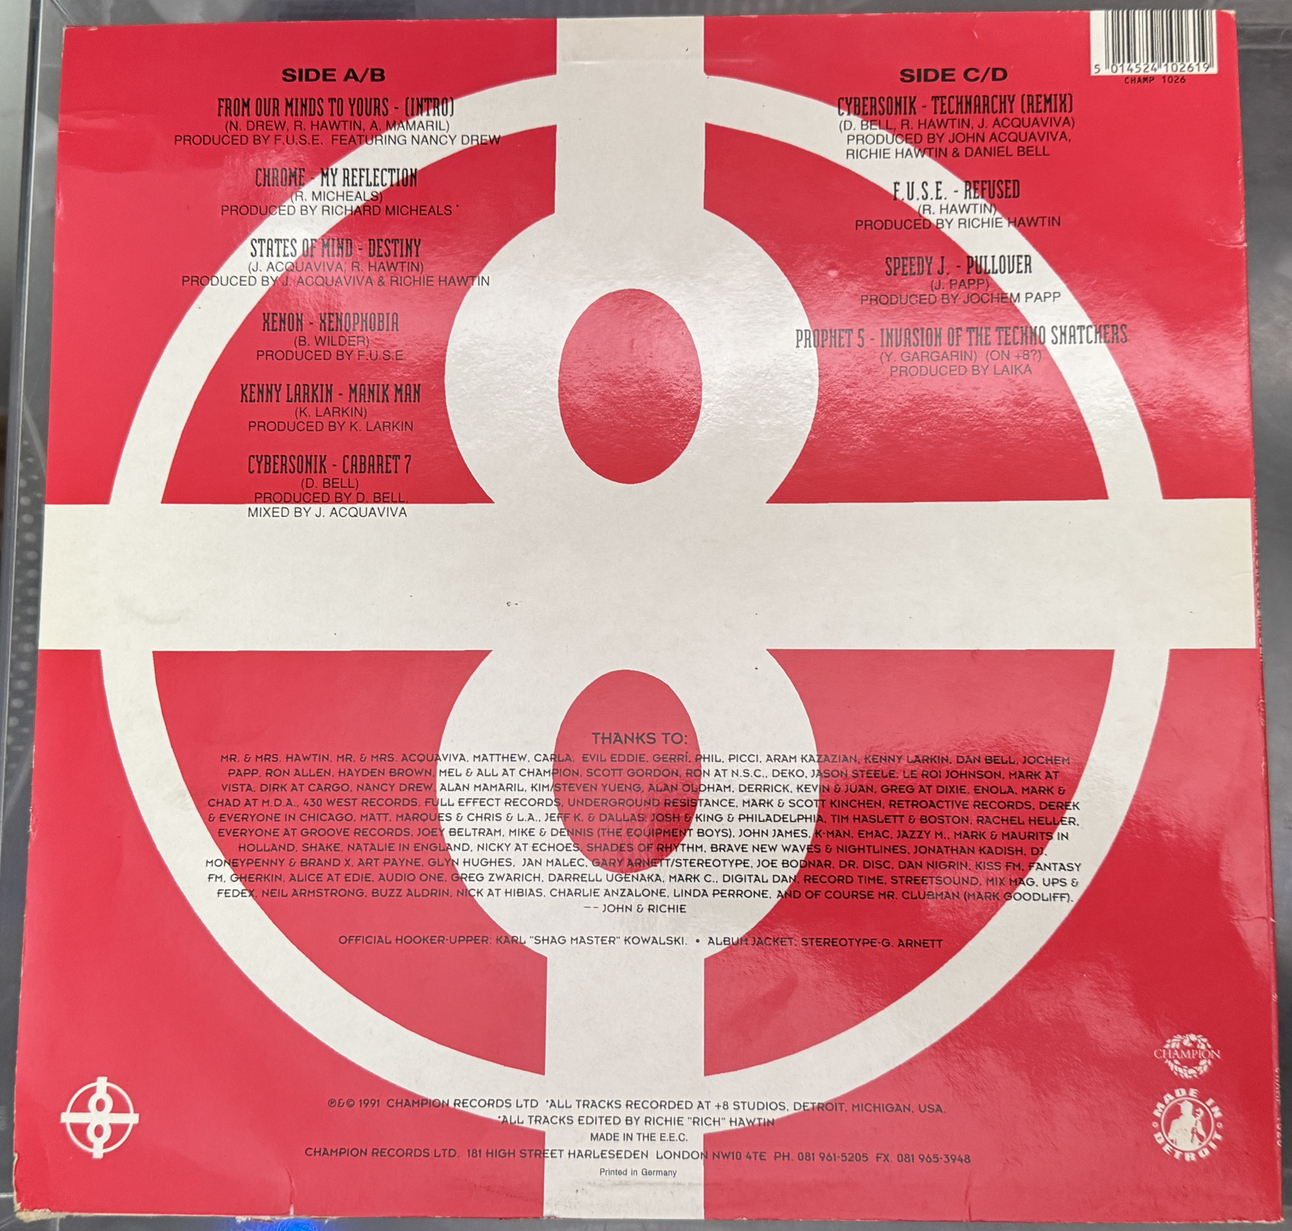 SIDE A/B
FROM OUR MINDS TO YOURS - (INTRO)
(N. DREW, R. HAWTIN, A. MAMARIL)
PRODUCED BY F.U.S.E. FEATURING NANCY DREW
CHROME - MY REFLECTION
(R. MICHEALS)
PRODUCED BY RICHARD MICHEALS
STATES OF MIND - DESTINY
(J. ACQUAVIVA, R. HAWTIN)
PRODUCED BY J. ACQUAVIVA & RICHIE HAWTIN
XENON - XENOPHOBIA
(B. WILDER)
PRODUCED BY F.U.S.E.
KENNY LARKIN - MANIK MAN
(K. LARKIN)
PRODUCED BY K. LARKIN
CYBERSONIK - CABARET 7
(D. BELL)
PRODUCED BY D. BELL,
MIXED BY J. ACQUAVIVA
SIDE C/D
CYBERSONIK - TECHNARCHY (REMIX)
(D. BELL, R. HAWTIN, J. ACQUAVIVA)
PRODUCED BY JOHN ACQUAVIVA,
RICHIE HAWTIN & DANIEL BELL
F.U.S.E. - REFUSED
(R. HAWTIN)
PRODUCED BY RICHIE HAWTIN
SPEEDY J. - PULLOVER
(J. PAPP)
PRODUCED BY JOCHEM PAPP
PROPHET 5 - INVASION OF THE TECHNO SNATCHERS
(Y. GARGARIN) (ON +8?)
PRODUCED BY LAIKA
5 014524 102619
CHAMP 1026
THANKS TO:
MR. & MRS. HAWTIN, MR. & MRS. ACQUAVIVA, MATTHEW, CARLA, EVIL EDDIE, GERRI, PHIL, PICCI, ARAM KAZAZIAN, KENNY LARKIN, DAN BELL, JOCHEM
PAPP, RON ALLEN, HAYDEN BROWN, MEL & ALL AT CHAMPION, SCOTT GORDON, RON AT N.S.C., DEKO, JASON STEELE, LE ROI JOHNSON, MARK AT
VISTA, DIRK AT CARGO, NANCY DREW, ALAN MAMARIL, KIM/STEVEN YUENG, ALAN OLDHAM, DERRICK, KEVIN & JUAN, GREG AT DIXIE, ENOLA, MARK &
CHAD AT M.D.A., 430 WEST RECORDS, FULL EFFECT RECORDS, UNDERGROUND RESISTANCE, MARK & SCOTT KINCHEN, RETROACTIVE RECORDS, DEREK
& EVERYONE IN CHICAGO, MATT, MARQUES & CHRIS & L.A., JEFF K. & DALLAS, JOSH & KING & PHILADELPHIA, TIM HASLETT & BOSTON, RACHEL HELLER,
EVERYONE AT GROOVE RECORDS, JOEY BELTRAM, MIKE & DENNIS (THE EQUIPMENT BOYS), JOHN JAMES, K-MAN, EMAC, JAZZY M., MARK & MAURITS IN
HOLLAND, SHAKE, NATALIE IN ENGLAND, NICKY AT ECHOES, SHADES OF RHYTHM, BRAVE NEW WAVES & NIGHTLINES, JONATHAN KADISH, DJ.
MONEYPENNY & BRAND X, ART PAYNE, GLYN HUGHES, JAN MALEC, GARY ARNETT/STEREOTYPE, JOE BODNAR, DR. DISC, DAN NIGRIN, KISS FM, FANTASY
FM, GHERKIN, ALICE AT EDIE, AUDIO ONE, GREG ZWARICH, DARRELL UGENAKA, MARK C., DIGITAL DAN, RECORD TIME, STREETSOUND, MIX MAG, UPS &
FEDEX, NEIL ARMSTRONG, BUZZ ALDRIN, NICK AT HIBIAS, CHARLIE ANZALONE, LINDA PERRONE, AND OF COURSE MR. CLUBMAN (MARK GOODLIFF).
-- JOHN & RICHIE
OFFICIAL HOOKER-UPPER: KARL "SHAG MASTER" KOWALSKI. • ALBUM JACKET: STEREOTYPE-G. ARNETT
CHAMPION
MADE IN DETROIT
8
℗&© 1991 CHAMPION RECORDS LTD *ALL TRACKS RECORDED AT +8 STUDIOS, DETROIT, MICHIGAN, USA.
*ALL TRACKS EDITED BY RICHIE "RICH" HAWTIN
MADE IN THE E.E.C.
CHAMPION RECORDS LTD. 181 HIGH STREET HARLESEDEN LONDON NW10 4TE PH. 081 961-5205 FX. 081 965-3948
Printed in Germany